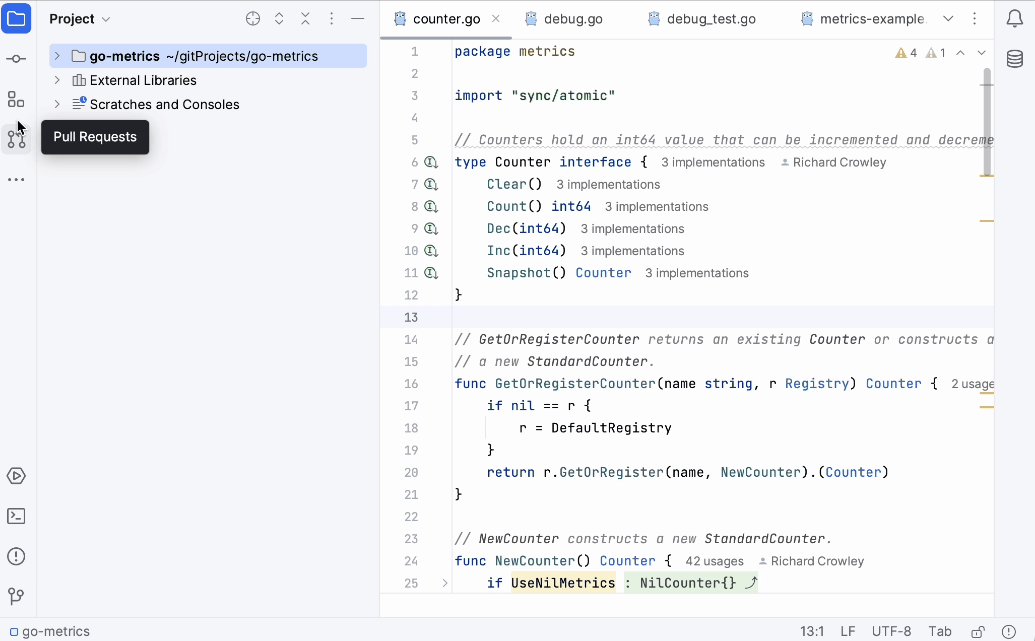 Project
go-metrics ~/gitProjects/go-metrics
External Libraries
Scratches and Consoles
Pull Requests
counter.go
debug.go
debug_test.go
metrics-example.
4 1
1 package metrics
2
3 import "sync/atomic"
4
5 // Counters hold an int64 value that can be incremented and decreme
6 type Counter interface { 3 implementations Richard Crowley
7 Clear() 3 implementations
8 Count() int64 3 implementations
9 Dec(int64) 3 implementations
10 Inc(int64) 3 implementations
11 Snapshot() Counter 3 implementations
12 }
13
14 // GetOrRegisterCounter returns an existing Counter or constructs a
15 // a new StandardCounter.
16 func GetOrRegisterCounter(name string, r Registry) Counter { 2 usage
17 if nil == r {
18 r = DefaultRegistry
19 }
20 return r.GetOrRegister(name, NewCounter).(Counter)
21 }
22
23 // NewCounter constructs a new StandardCounter.
24 func NewCounter() Counter { 42 usages Richard Crowley
25 if UseNilMetrics : NilCounter{}
go-metrics
13:1 LF UTF-8 Tab